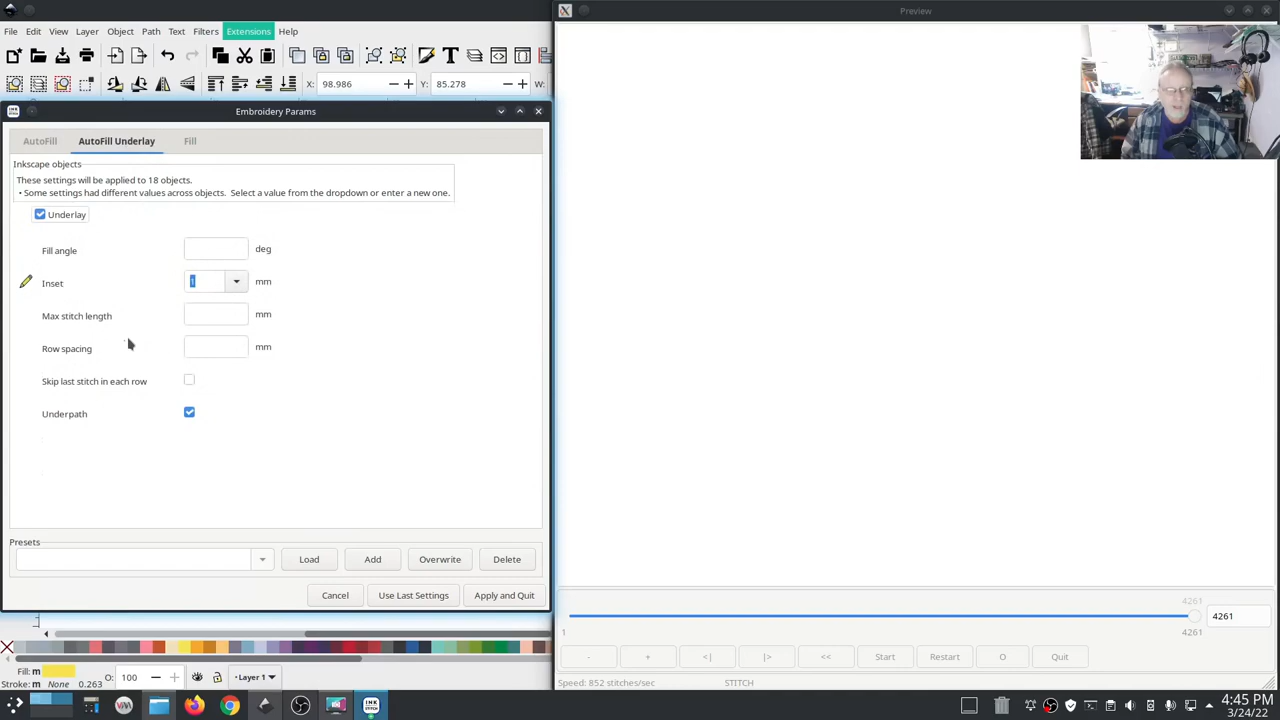 Preview
File Edit View Layer Object Path Text Filters Extensions Help
X: 98.986
Y: 85.278
W:
Embroidery Params
AutoFill AutoFill Underlay Fill
Inkscape objects
These settings will be applied to 18 objects.
• Some settings had different values across objects. Select a value from the dropdown or enter a new one.
Underlay
Fill angle deg
Inset 1 mm
Max stitch length mm
Row spacing mm
Skip last stitch in each row
Underpath
Presets
Load Add Overwrite Delete
Cancel Use Last Settings Apply and Quit
4261
4261
1 4261
- + <| |> << Start Restart O Quit
Speed: 852 stitches/sec STITCH
Fill: m
Stroke: m 0.263
O: 100
Layer 1
INK STITCH
4:45 PM
3/24/22